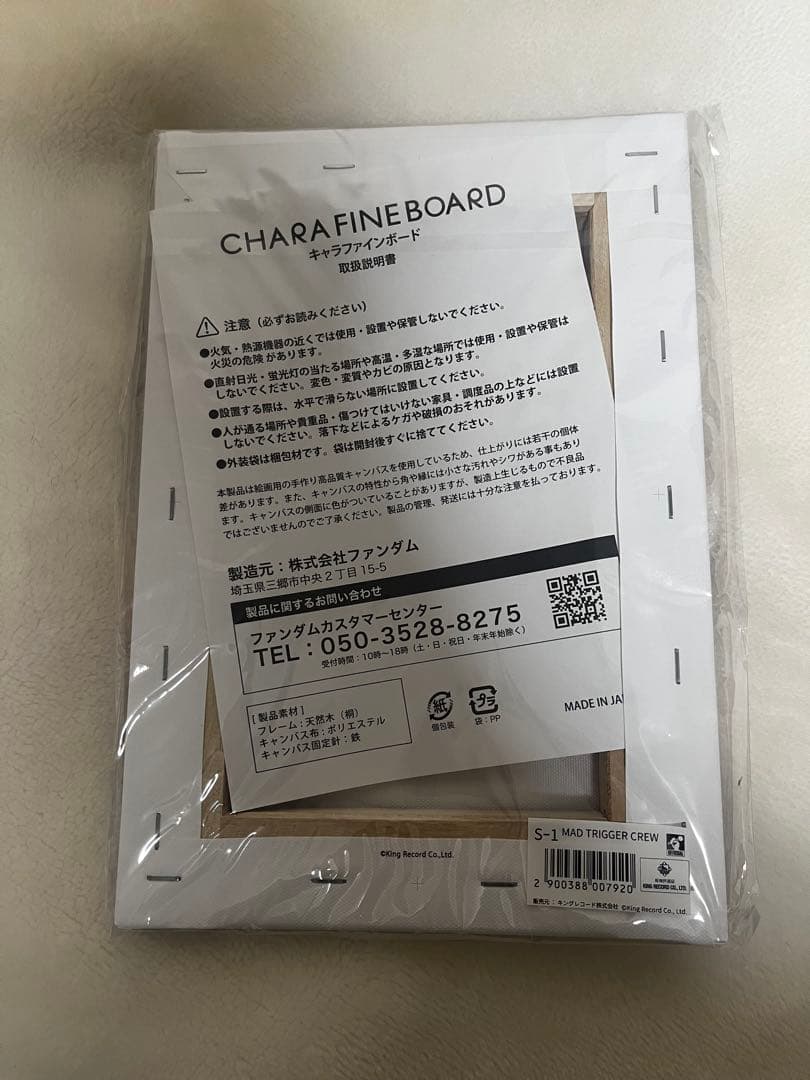 CHARA FINE BOARD
キャラファインボード
取扱説明書
注意（必ずお読みください）
●火気・熱源機器の近くでは使用・設置や保管しないでください。
火災の危険 があります。
●直射日光・蛍光灯の当たる場所や高温・多湿な場所では使用・設置や保管は
しないでください。変色・変質やカビの原因となります。
●設置する際は、水平で滑らない場所に設置してください。
●人が通る場所や貴重品・傷つけてはいけない家具・調度品の上などには設置
しないでください。落下などによるケガや破損のおそれがあります。
●外装袋は梱包材です。袋は開封後すぐに捨ててください。
本製品は絵画用の手作り高品質キャンバスを使用しているため、仕上がりには若干の個体
差があります。また、キャンバスの特性から角や縁には小さな汚れやシワがある事もあり
ます。キャンバスの側面に色がついていることがありますが、製造上生じるもので不良品
ではございませんのでご了承ください。製品の管理、発送には十分な注意を払っております。
製造元：株式会社ファンダム
埼玉県三郷市中央２丁目15-5
製品に関するお問い合わせ
ファンダムカスタマーセンター
TEL：050-3528-8275
受付時間：10時〜18時（土・日・祝日・年末年始除く）
[ 製品素材 ]
フレーム：天然木（桐）
キャンバス布：ポリエステル
キャンバス固定針：鉄
紙
個包装
プラ
袋：PP
MADE IN JA
©King Record Co.,Ltd.
S-1 MAD TRIGGER CREW
2 900388 007920
KING RECORD CO., LTD.
販売元：キングレコード株式会社 ©King Record Co., Ltd.